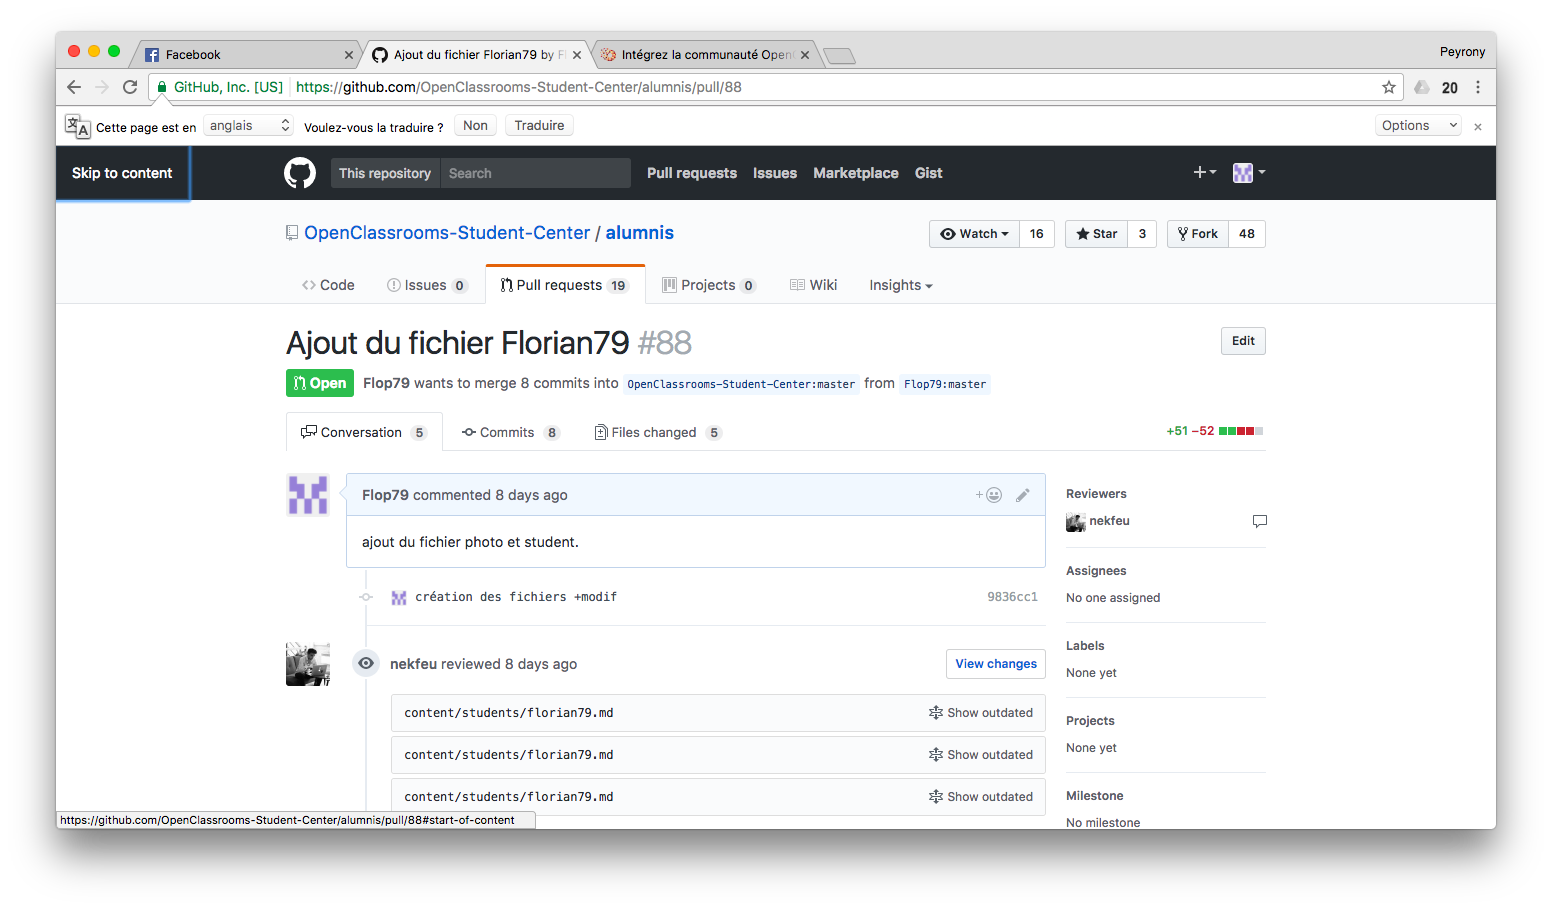 Facebook
Ajout du fichier Florian79 by F
Intégrez la communauté Open
Peyrony
GitHub, Inc. [US] https://github.com/OpenClassrooms-Student-Center/alumnis/pull/88
20
Cette page est en anglais Voulez-vous la traduire ? Non Traduire Options
Skip to content
This repository Search Pull requests Issues Marketplace Gist
OpenClassrooms-Student-Center / alumnis
Watch 16 Star 3 Fork 48
Code Issues 0 Pull requests 19 Projects 0 Wiki Insights
Ajout du fichier Florian79 #88
Edit
Open Flop79 wants to merge 8 commits into OpenClassrooms-Student-Center:master from Flop79:master
Conversation 5 Commits 8 Files changed 5 +51 −52
Flop79 commented 8 days ago
ajout du fichier photo et student.
création des fichiers +modif 9836cc1
nekfeu reviewed 8 days ago View changes
content/students/florian79.md Show outdated
content/students/florian79.md Show outdated
content/students/florian79.md Show outdated
Reviewers
nekfeu
Assignees
No one assigned
Labels
None yet
Projects
None yet
Milestone
No milestone
https://github.com/OpenClassrooms-Student-Center/alumnis/pull/88#start-of-content